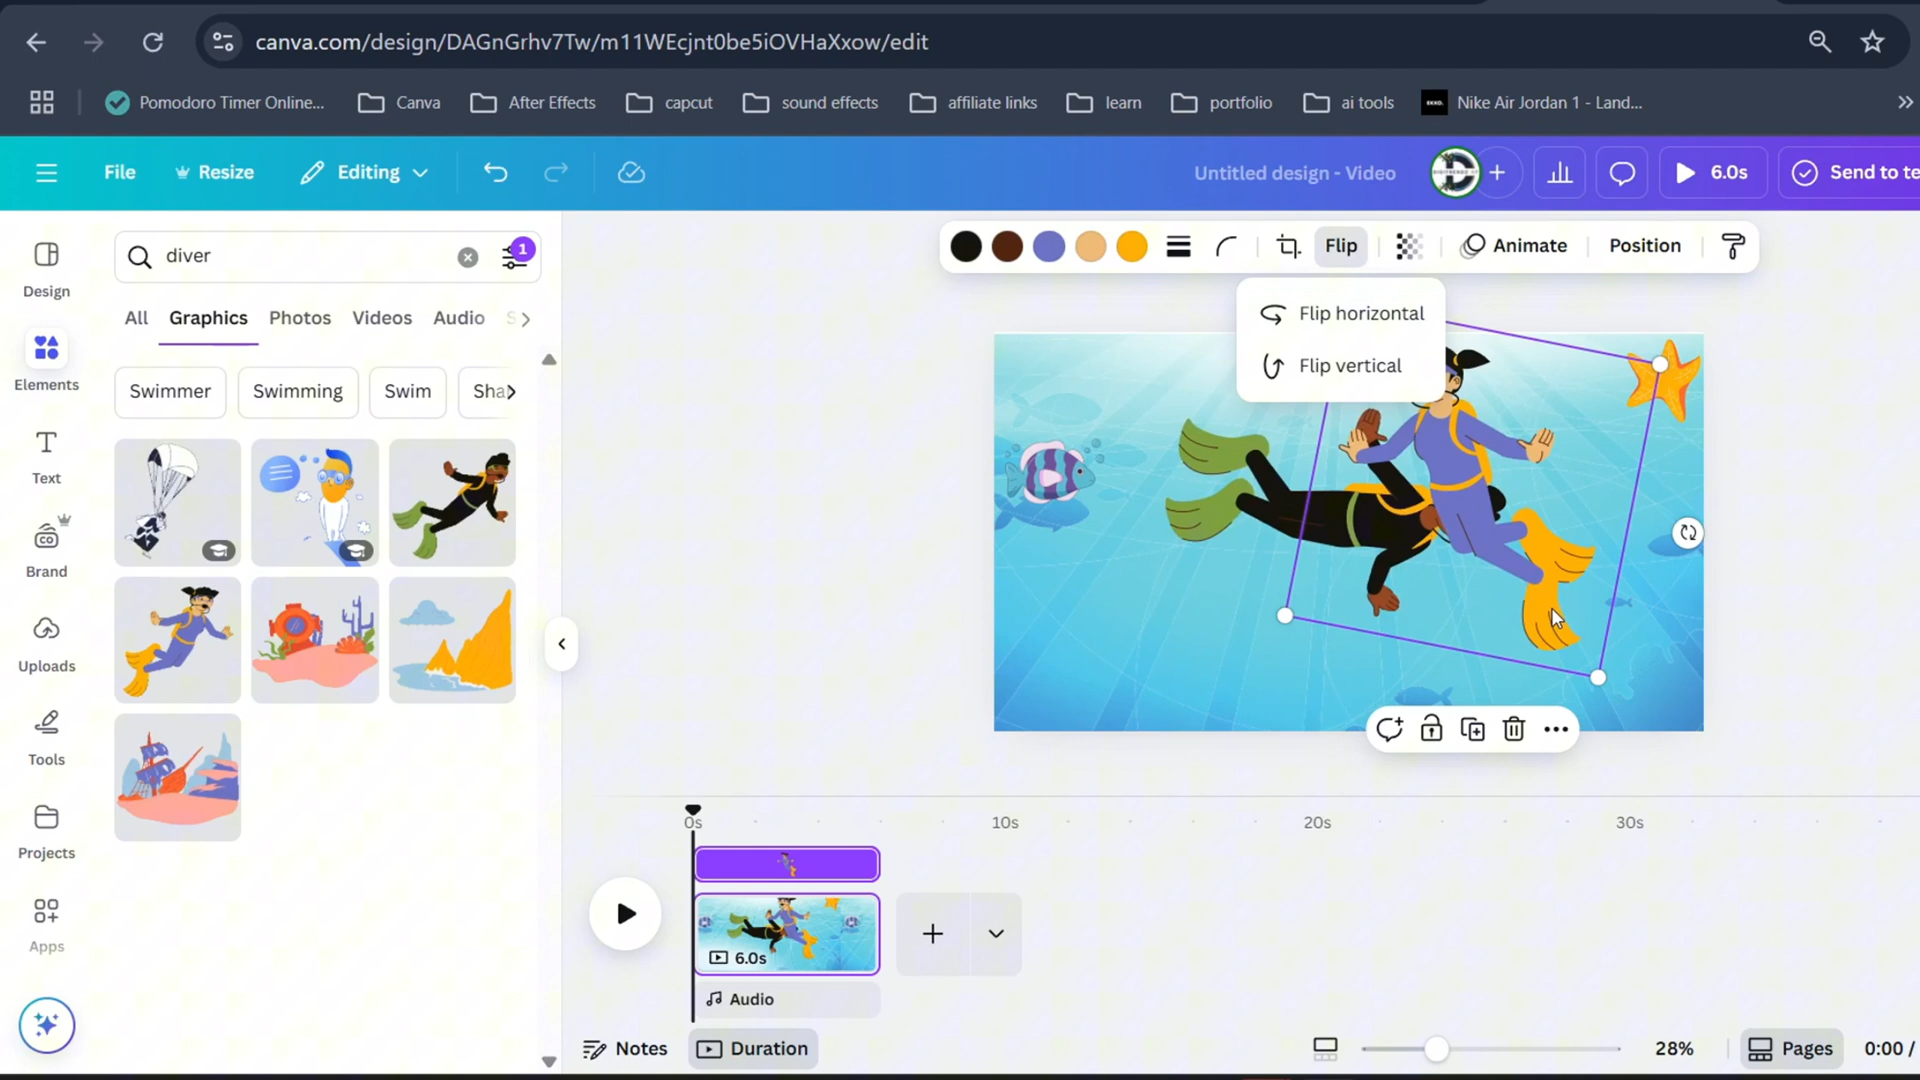 canva.com/design/DAGnGrhv7Tw/m11WEcjnt0be5iOVHaXxow/edit
Pomodoro Timer Online...
Canva
After Effects
capcut
sound effects
affiliate links
learn
portfolio
ai tools
Nike Air Jordan 1 - Land...
File
Resize
Editing
Untitled design - Video
6.0s
Send to te
Design
Elements
Text
Brand
Uploads
Tools
Projects
Apps
diver
1
All
Graphics
Photos
Videos
Audio
S
Swimmer
Swimming
Swim
Sha
Flip
Animate
Position
Flip horizontal
Flip vertical
0s
10s
20s
30s
6.0s
Audio
Notes
Duration
28%
Pages
0:00 /